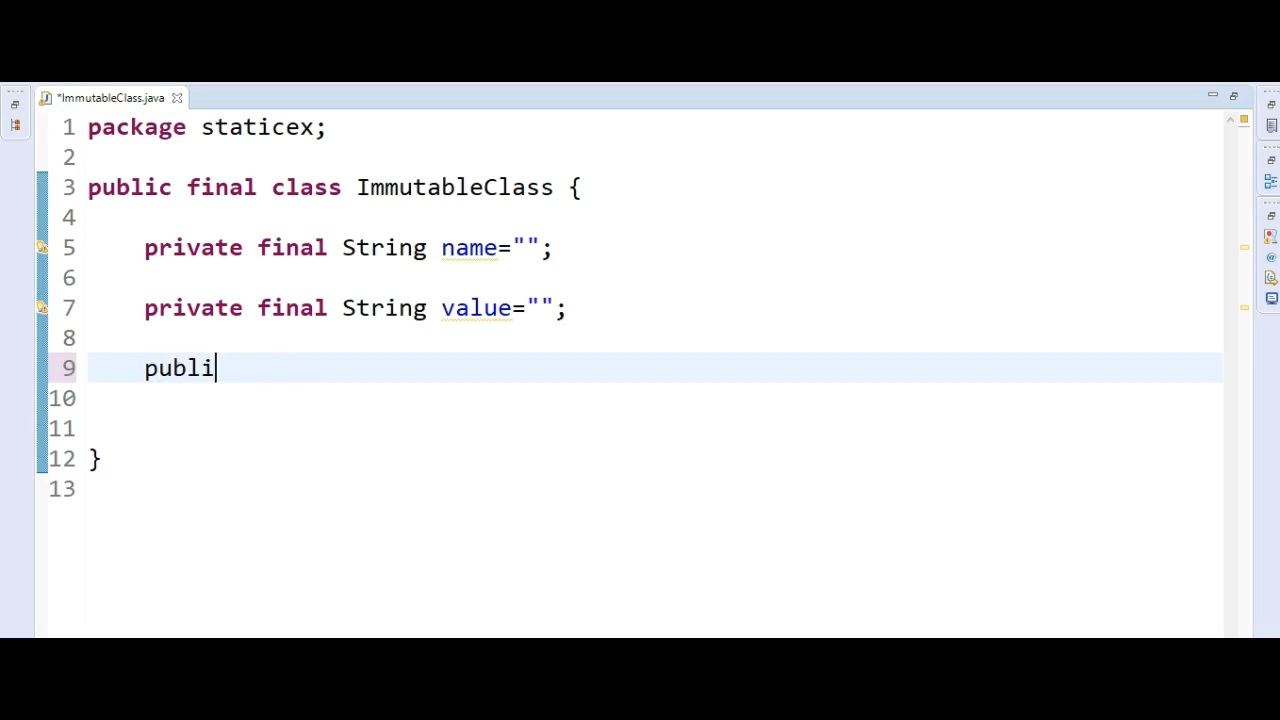 *ImmutableClass.java
1 package staticex;
2
3 public final class ImmutableClass {
4
5 private final String name="";
6
7 private final String value="";
8
9 publi
10
11
12 }
13